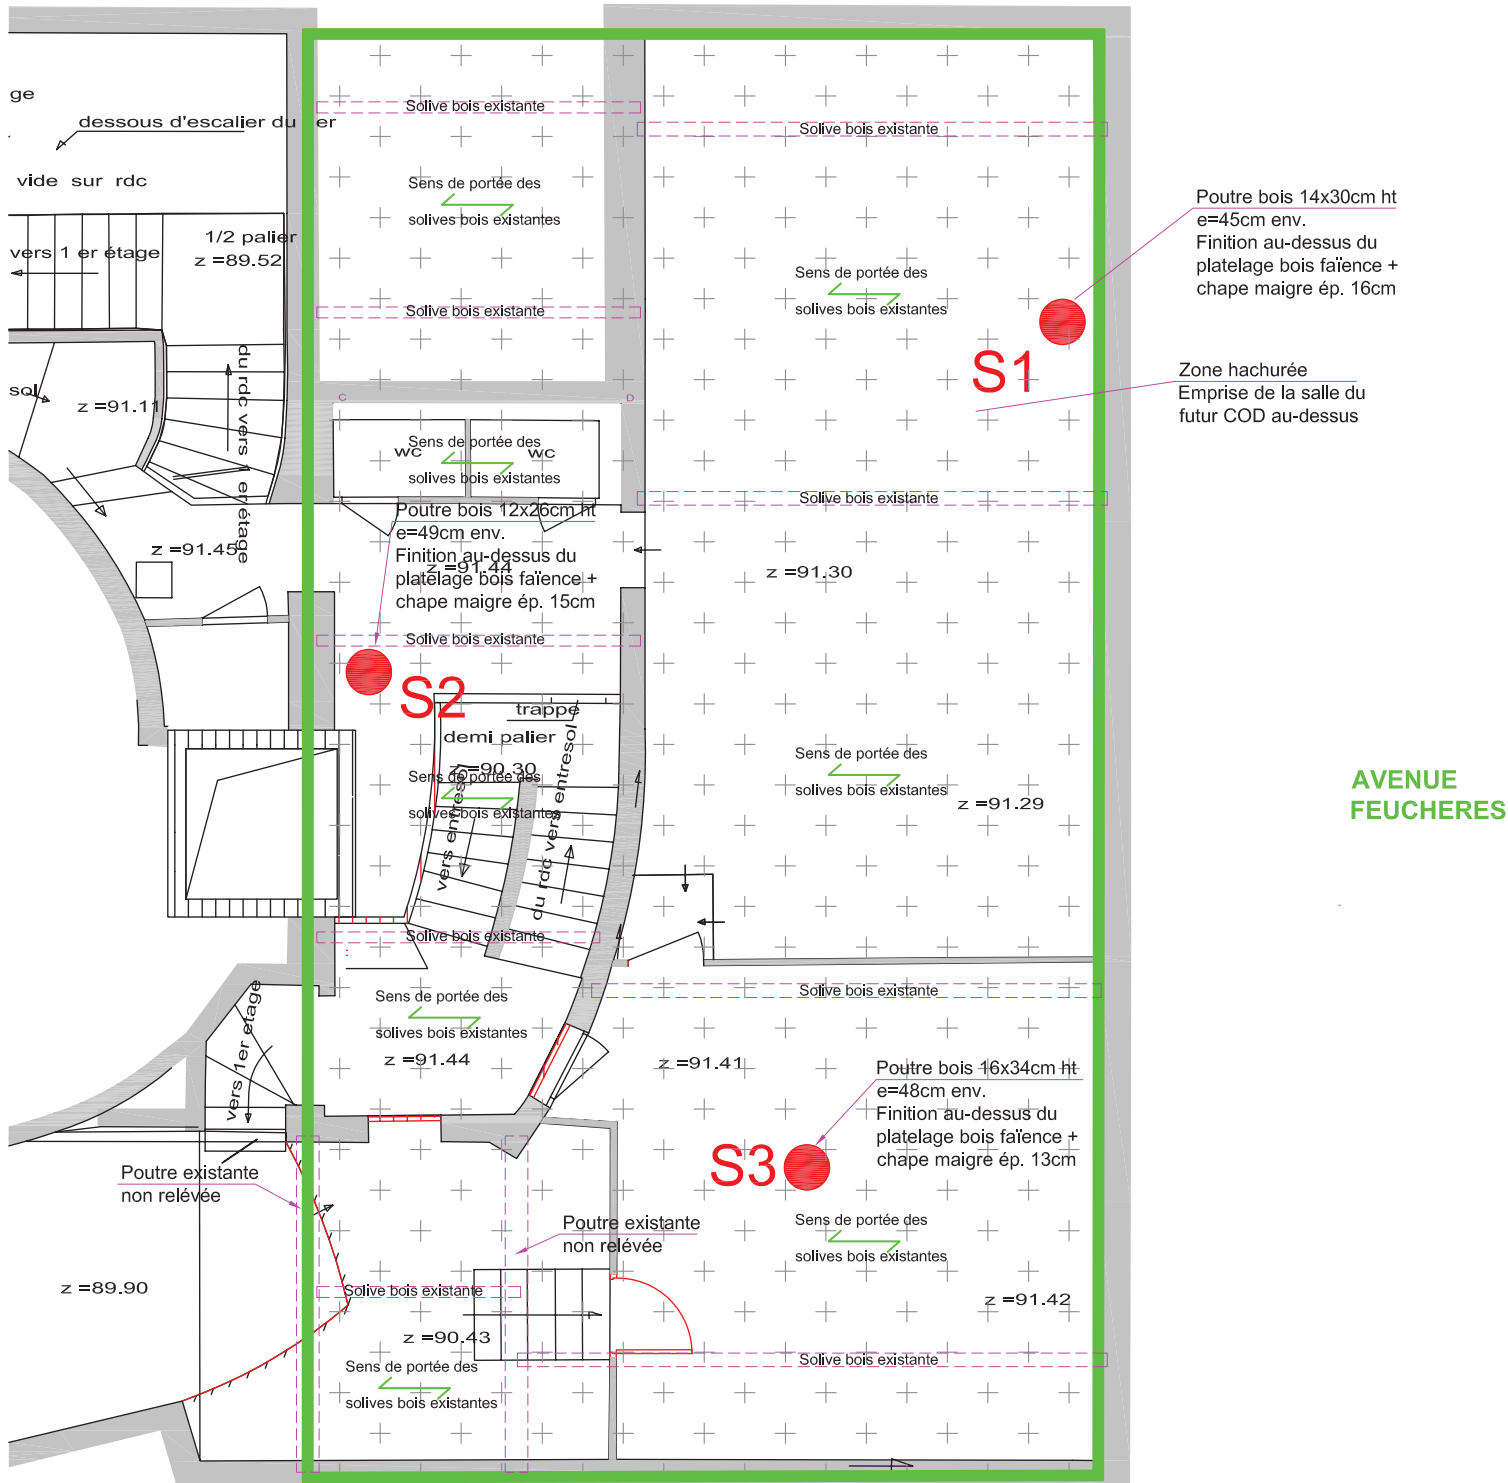 ge
dessous d'escalier du 1er
vide sur rdc
vers 1 er étage
1/2 palier
z =89.52
sol
z =91.11
du rdc vers 1 er étage
z =91.45
Solive bois existante
Sens de portée des
solives bois existantes
Solive bois existante
C
D
Sens de portée des
solives bois existantes
wc
wc
Poutre bois 12x26cm ht
e=49cm env.
Finition au-dessus du
platelage bois faïence +
chape maigre ép. 15cm
z =91.44
Solive bois existante
S2
trappe
demi palier
z =90.30
Sens de portée des
solives bois existantes
vers entresol
du rdc vers entresol
Solive bois existante
Sens de portée des
solives bois existantes
z =91.44
vers 1er etage
Solive bois existante
Sens de portée des
solives bois existantes
Poutre bois 14x30cm ht
e=45cm env.
Finition au-dessus du
platelage bois faïence +
chape maigre ép. 16cm
S1
Zone hachurée
Emprise de la salle du
futur COD au-dessus
Solive bois existante
z =91.30
Sens de portée des
solives bois existantes
z =91.29
AVENUE
FEUCHERES
Solive bois existante
z =91.41
Poutre bois 16x34cm ht
e=48cm env.
Finition au-dessus du
platelage bois faïence +
chape maigre ép. 13cm
S3
Sens de portée des
solives bois existantes
z =91.42
Solive bois existante
Poutre existante
non relévée
Poutre existante
non relévée
z =89.90
Solive bois existante
z =90.43
Sens de portée des
solives bois existantes